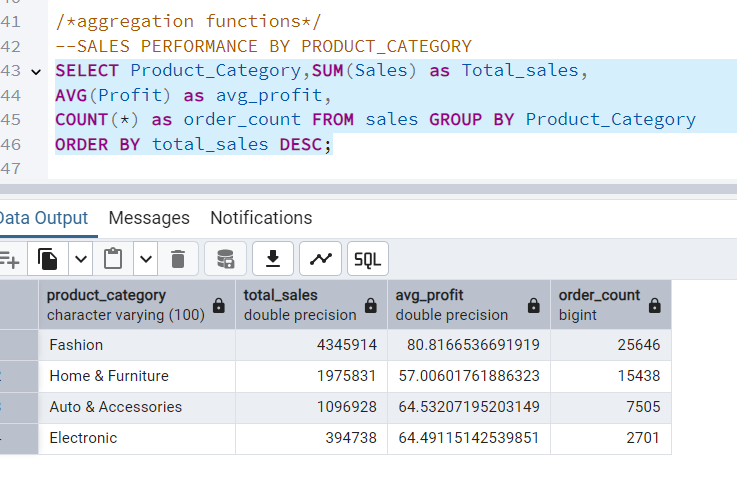 41 /*aggregation functions*/
42 --SALES PERFORMANCE BY PRODUCT_CATEGORY
43 SELECT Product_Category,SUM(Sales) as Total_sales,
44 AVG(Profit) as avg_profit,
45 COUNT(*) as order_count FROM sales GROUP BY Product_Category
46 ORDER BY total_sales DESC;
47
Data Output Messages Notifications
SQL
product_category total_sales avg_profit order_count
character varying (100) double precision double precision bigint
Fashion 4345914 80.8166536691919 25646
Home & Furniture 1975831 57.00601761886323 15438
Auto & Accessories 1096928 64.53207195203149 7505
Electronic 394738 64.49115142539851 2701